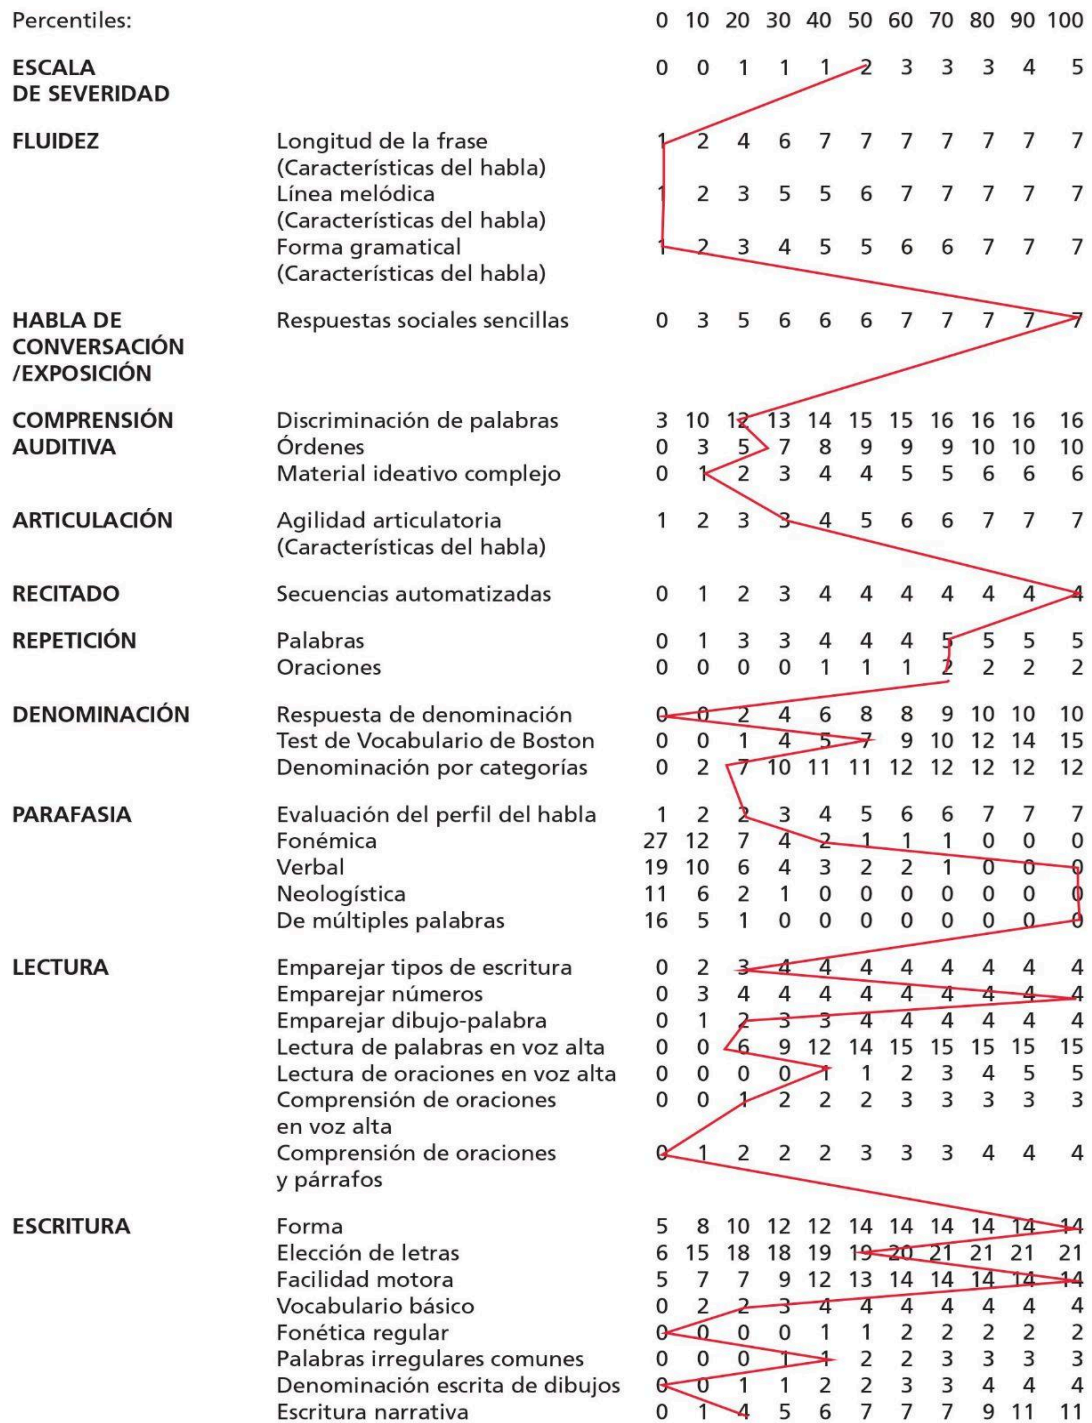 Percentiles: 0 10 20 30 40 50 60 70 80 90 100
ESCALA 0 0 1 1 1 2 3 3 3 4 5
DE SEVERIDAD
FLUIDEZ Longitud de la frase 1 2 4 6 7 7 7 7 7 7 7
(Características del habla)
Línea melódica 1 2 3 5 5 6 7 7 7 7 7
(Características del habla)
Forma gramatical 1 2 3 4 5 5 6 6 7 7 7
(Características del habla)
HABLA DE Respuestas sociales sencillas 0 3 5 6 6 6 7 7 7 7 7
CONVERSACIÓN
/EXPOSICIÓN
COMPRENSIÓN Discriminación de palabras 3 10 12 13 14 15 15 16 16 16 16
AUDITIVA Órdenes 0 3 5 7 8 9 9 9 10 10 10
Material ideativo complejo 0 1 2 3 4 4 5 5 6 6 6
ARTICULACIÓN Agilidad articulatoria 1 2 3 3 4 5 6 6 7 7 7
(Características del habla)
RECITADO Secuencias automatizadas 0 1 2 3 4 4 4 4 4 4 4
REPETICIÓN Palabras 0 1 3 3 4 4 4 5 5 5 5
Oraciones 0 0 0 0 1 1 1 2 2 2 2
DENOMINACIÓN Respuesta de denominación 0 0 2 4 6 8 8 9 10 10 10
Test de Vocabulario de Boston 0 0 1 4 5 7 9 10 12 14 15
Denominación por categorías 0 2 7 10 11 11 12 12 12 12 12
PARAFASIA Evaluación del perfil del habla 1 2 2 3 4 5 6 6 7 7 7
Fonémica 27 12 7 4 2 1 1 1 0 0 0
Verbal 19 10 6 4 3 2 2 1 0 0 0
Neologística 11 6 2 1 0 0 0 0 0 0 0
De múltiples palabras 16 5 1 0 0 0 0 0 0 0 0
LECTURA Emparejar tipos de escritura 0 2 3 4 4 4 4 4 4 4 4
Emparejar números 0 3 4 4 4 4 4 4 4 4 4
Emparejar dibujo-palabra 0 1 2 3 3 4 4 4 4 4 4
Lectura de palabras en voz alta 0 0 6 9 12 14 15 15 15 15 15
Lectura de oraciones en voz alta 0 0 0 0 1 1 2 3 4 5 5
Comprensión de oraciones 0 0 1 2 2 2 3 3 3 3 3
en voz alta
Comprensión de oraciones 0 1 2 2 2 3 3 3 4 4 4
y párrafos
ESCRITURA Forma 5 8 10 12 12 14 14 14 14 14 14
Elección de letras 6 15 18 18 19 19 20 21 21 21 21
Facilidad motora 5 7 7 9 12 13 14 14 14 14 14
Vocabulario básico 0 2 2 3 4 4 4 4 4 4 4
Fonética regular 0 0 0 0 1 1 2 2 2 2 2
Palabras irregulares comunes 0 0 0 1 1 2 2 3 3 3 3
Denominación escrita de dibujos 0 0 1 1 2 2 3 3 4 4 4
Escritura narrativa 0 1 4 5 6 7 7 7 9 11 11